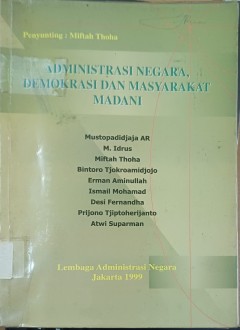 Penyunting : Miftah Thoha
ADMINISTRASI NEGARA,
DEMOKRASI DAN MASYARAKAT
MADANI
Mustopadidjaja AR
M. Idrus
Miftah Thoha
Bintoro Tjokroamidjojo
Erman Aminullah
Ismail Mohamad
Desi Fernandha
Prijono Tjiptoherijanto
Atwi Suparman
Lembaga Administrasi Negara
Jakarta 1999